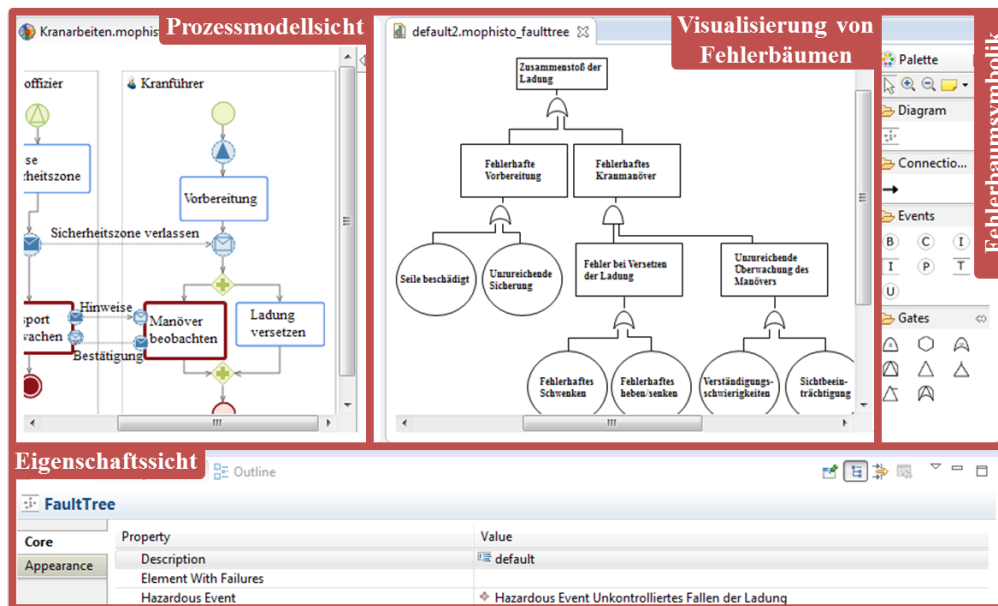 Kranarbeiten.mophis
Prozessmodellsicht
offizier
Kranführer
se
heitszone
Vorbereitung
Sicherheitszone verlassen
Hinweise
sport
wachen
Manöver
beobachten
Ladung
versetzen
Bestätigung
default2.mophisto_faulttree
Visualisierung von
Fehlerbäumen
Zusammenstoß der
Ladung
Fehlerhafte
Vorbereitung
Fehlerhaftes
Kranmanöver
Seile beschädigt
Unzureichende
Sicherung
Fehler bei Versetzen
der Ladung
Unzureichende
Überwachung des
Manövers
Fehlerhaftes
Schwenken
Fehlerhaftes
heben/senken
Verständigungs-
schwierigkeiten
Sichtbeein-
trächtigung
Palette
Diagram
Connectio...
Events
B C I
I P T
U
Gates
Fehlerbaumsymbolik
Eigenschaftssicht
Outline
FaultTree
Core
Appearance
Property Value
Description default
Element With Failures
Hazardous Event Hazardous Event Unkontrolliertes Fallen der Ladung